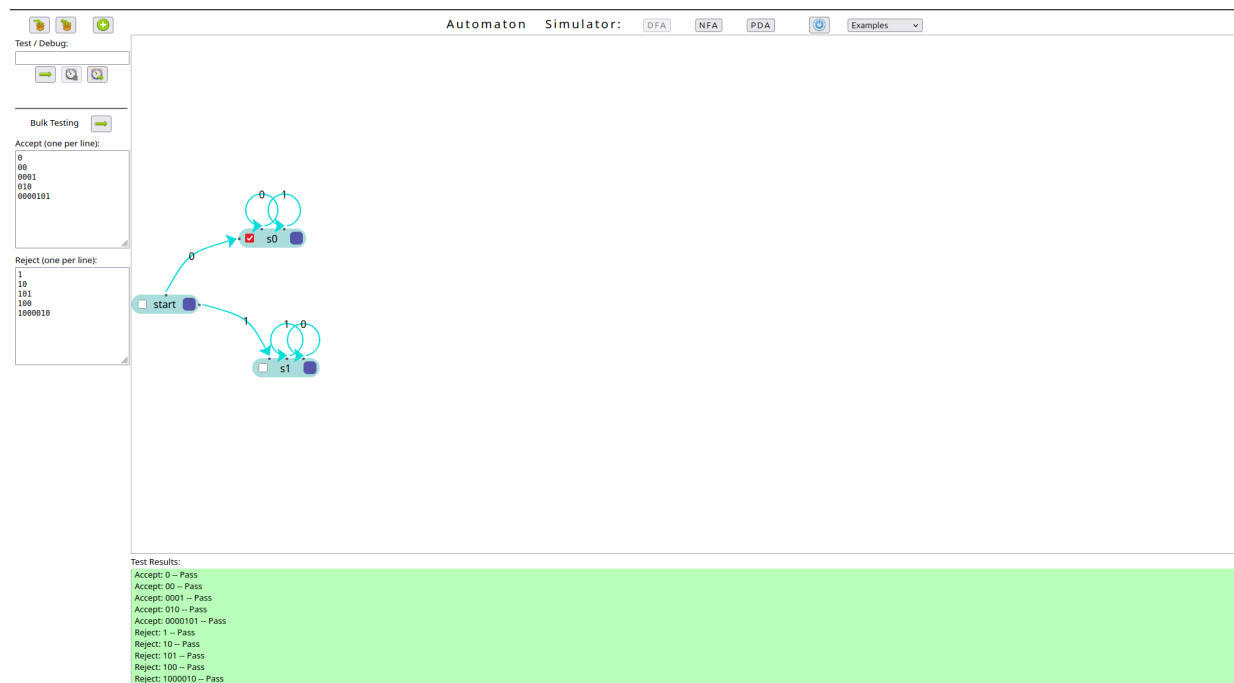 Automaton Simulator: DFA NFA PDA Examples
Test / Debug:
Bulk Testing
Accept (one per line):
0
00
0001
010
0000101
Reject (one per line):
1
10
101
100
1000010
0 1
s0
0
start
1
1 0
s1
Test Results:
Accept: 0 -- Pass
Accept: 00 -- Pass
Accept: 0001 -- Pass
Accept: 010 -- Pass
Accept: 0000101 -- Pass
Reject: 1 -- Pass
Reject: 10 -- Pass
Reject: 101 -- Pass
Reject: 100 -- Pass
Reject: 1000010 -- Pass